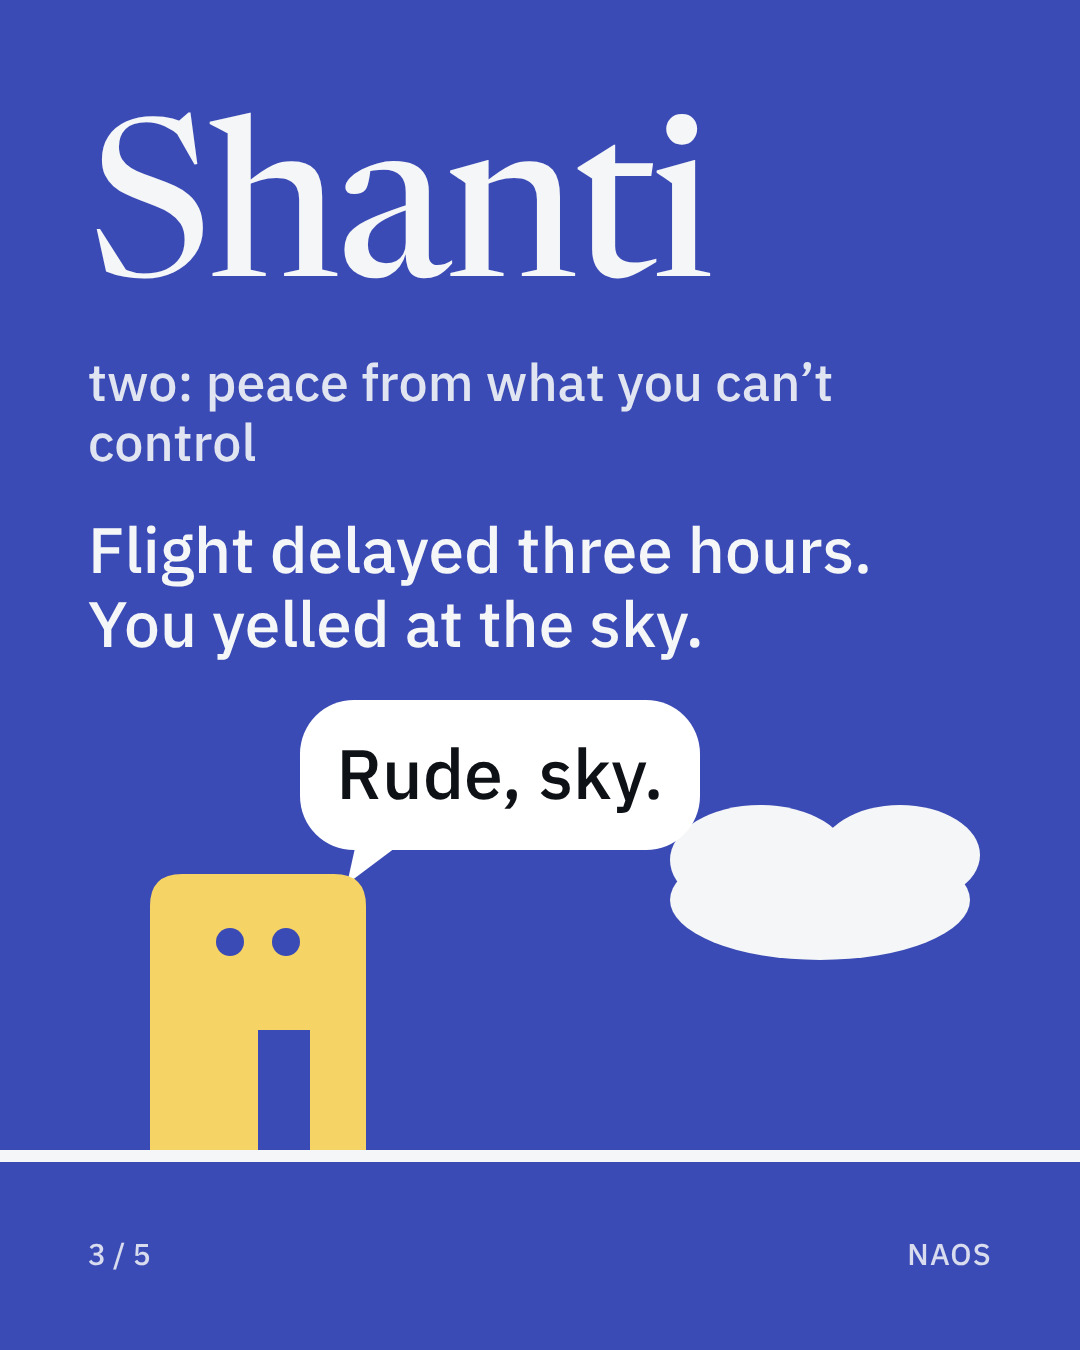 Shanti
two: peace from what you can’t
control
Flight delayed three hours.
You yelled at the sky.
Rude, sky.
3 / 5
NAOS